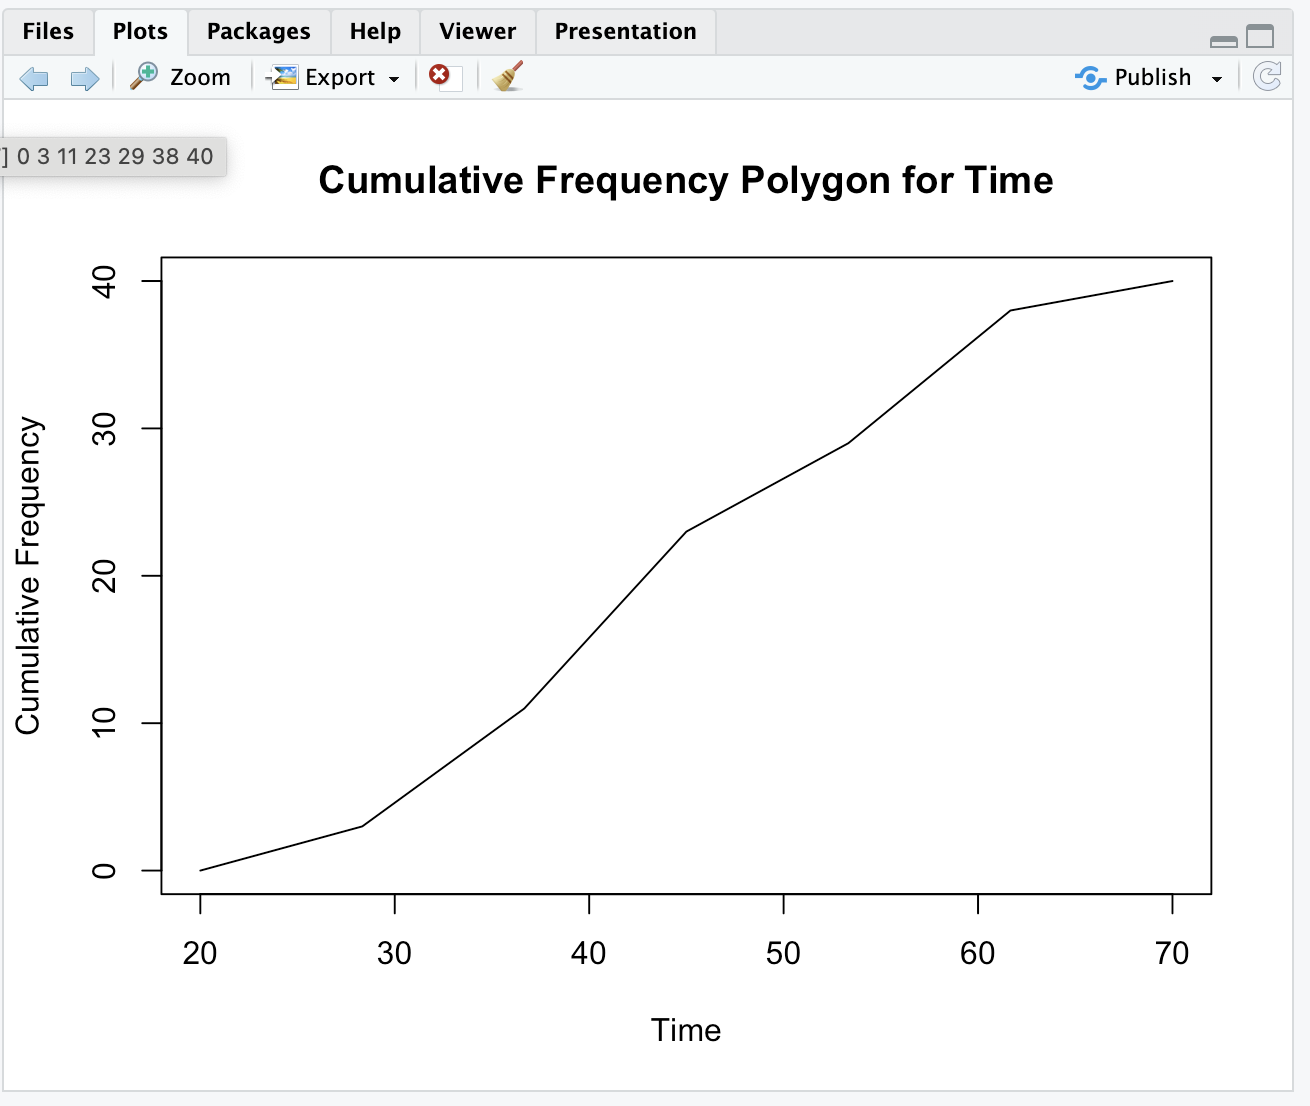 Files Plots Packages Help Viewer Presentation
Zoom Export Publish
] 0 3 11 23 29 38 40
Cumulative Frequency Polygon for Time
Cumulative Frequency
40
30
20
10
0
20 30 40 50 60 70
Time